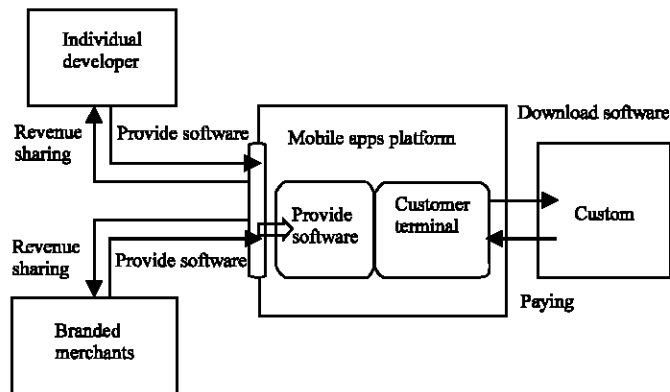 Individual
developer
Revenue
sharing
Provide software
Mobile apps platform
Download software
Provide
software
Customer
terminal
Custom
Revenue
sharing
Provide software
Paying
Branded
merchants